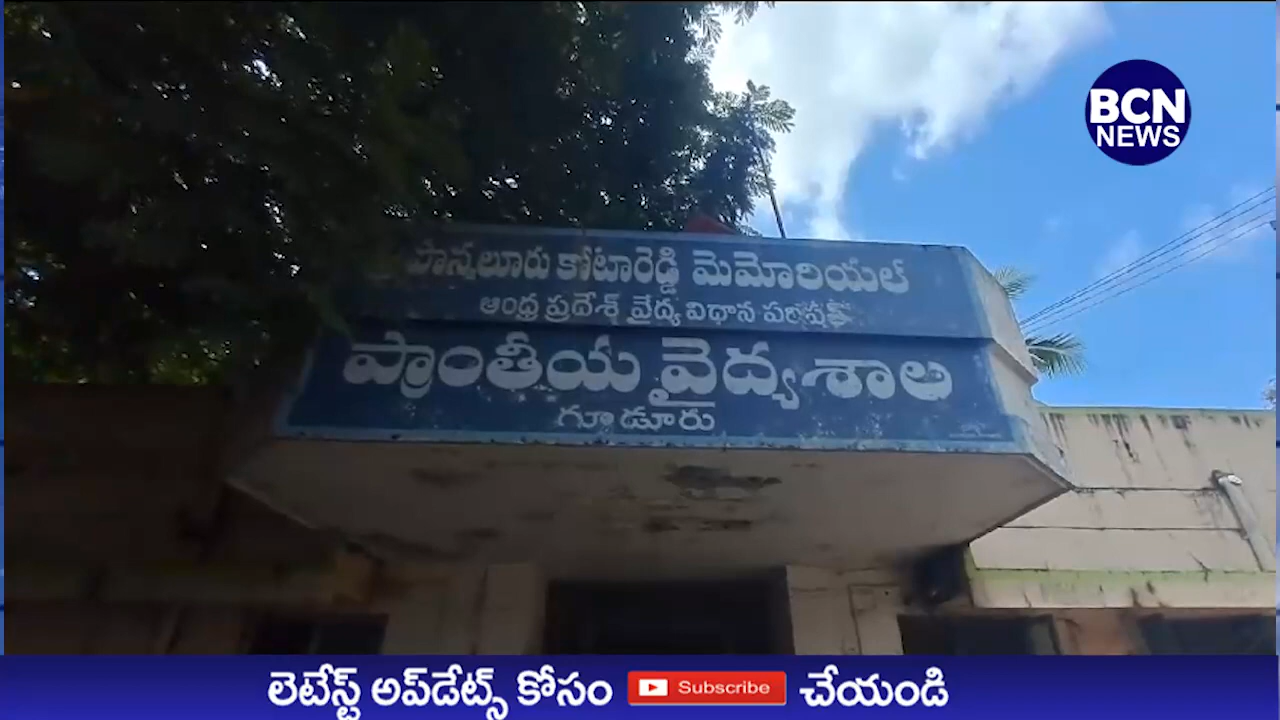 BCN
NEWS
పొన్నలూరు కోటారెడ్డి మెమోరియల్
ఆంధ్ర ప్రదేశ్ వైద్య విధాన పరిషత్
ప్రాంతీయ వైద్యశాల
గూడూరు
లెటేస్ట్ అప్‌డేట్స్ కోసం Subscribe చేయండి